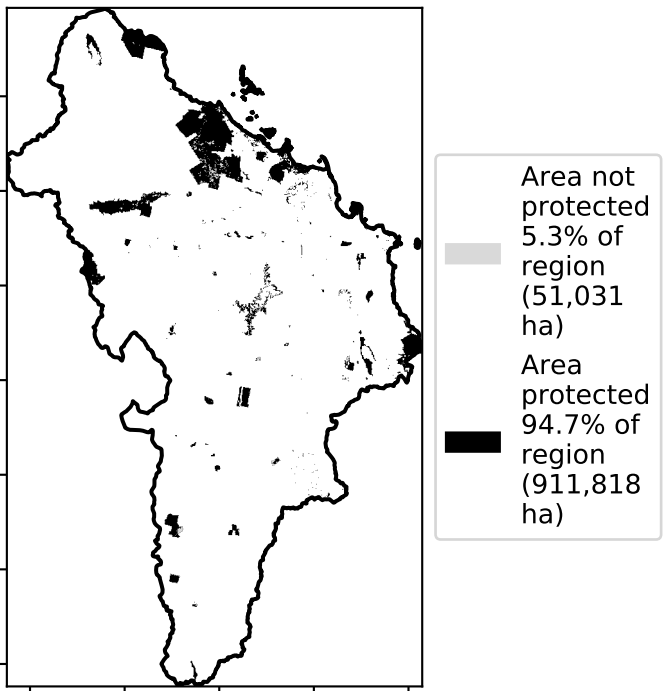 Area not
protected
5.3% of
region
(51,031
ha)
Area
protected
94.7% of
region
(911,818
ha)